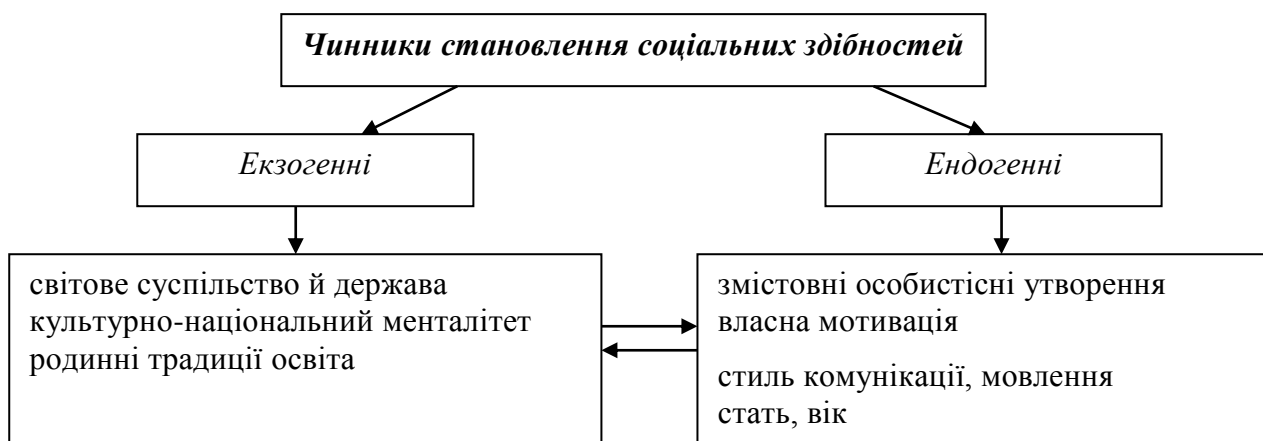 Чинники становлення соціальних здібностей
Екзогенні
Ендогенні
світове суспільство й держава
культурно-національний менталітет
родинні традиції освіта
змістовні особистісні утворення
власна мотивація
стиль комунікації, мовлення
стать, вік